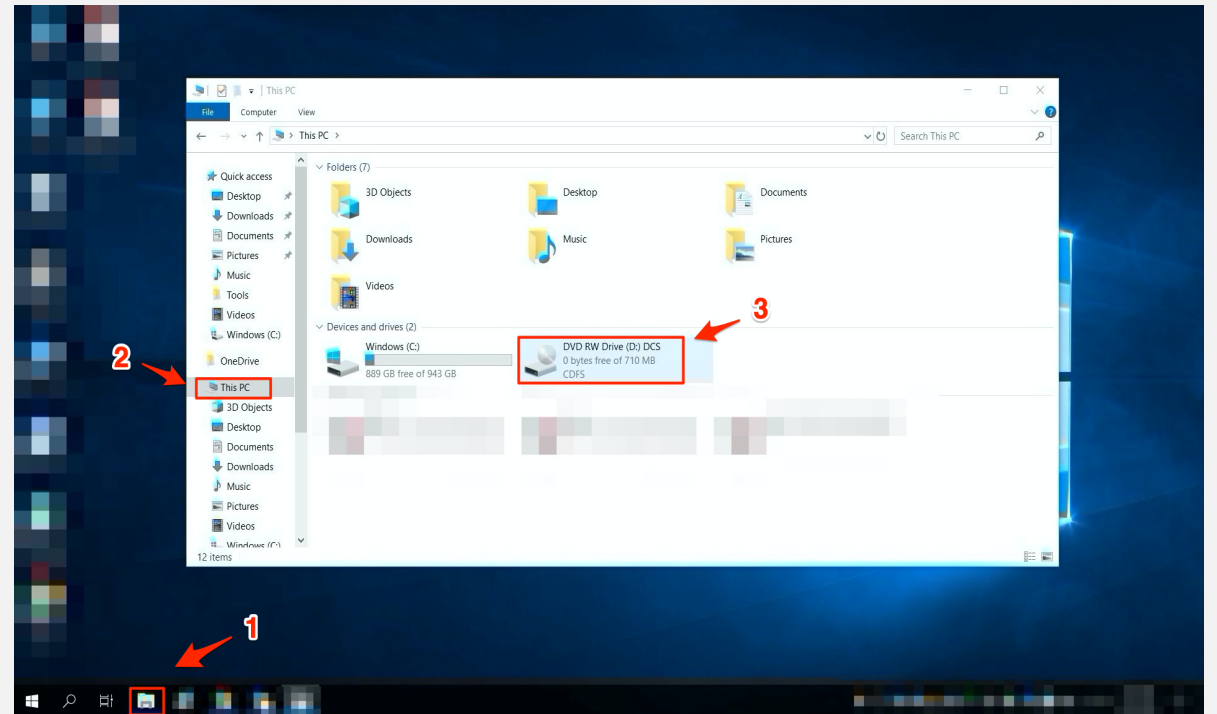 This PC
File Computer View
This PC
Search This PC
Quick access
Desktop
Downloads
Documents
Pictures
Music
Tools
Videos
Windows (C:)
OneDrive
This PC
3D Objects
Desktop
Documents
Downloads
Music
Pictures
Videos
Windows (C:)
12 items
Folders (7)
3D Objects
Desktop
Documents
Downloads
Music
Pictures
Videos
Devices and drives (2)
Windows (C:)
889 GB free of 943 GB
DVD RW Drive (D:) DCS
0 bytes free of 710 MB
CDFS
3
2
1